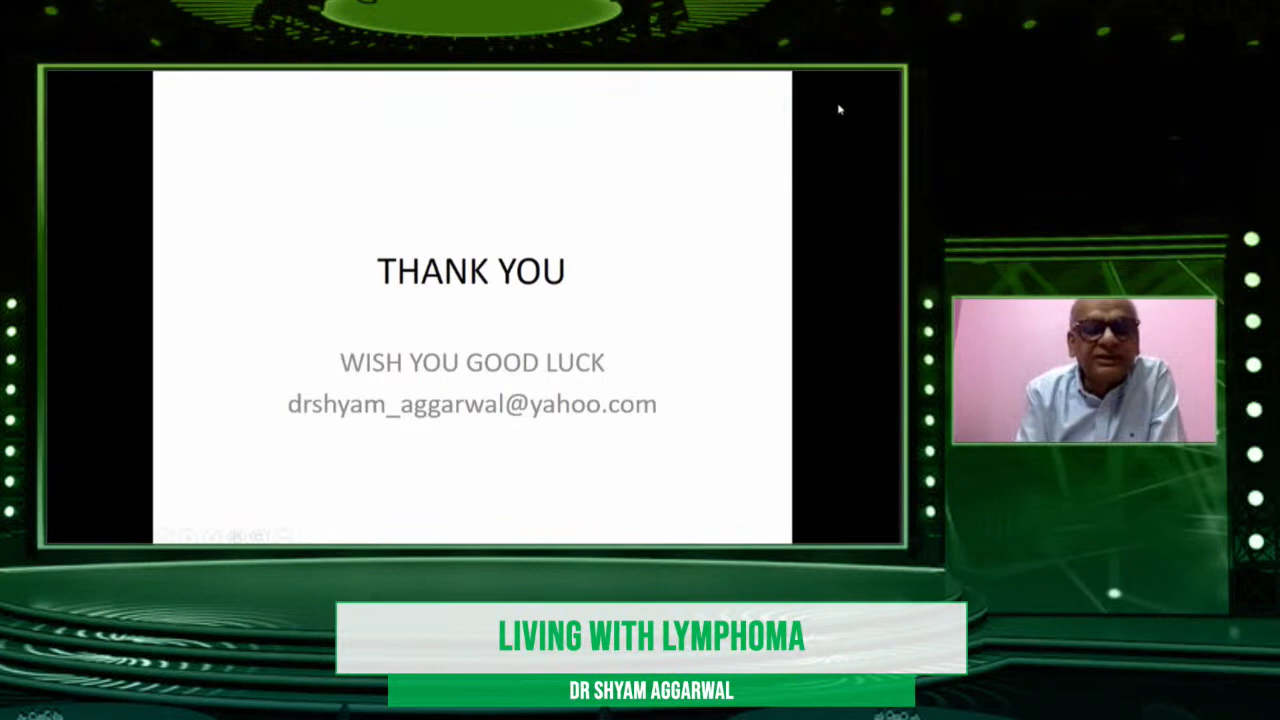 THANK YOU
WISH YOU GOOD LUCK
drshyam_aggarwal@yahoo.com
LIVING WITH LYMPHOMA
DR SHYAM AGGARWAL